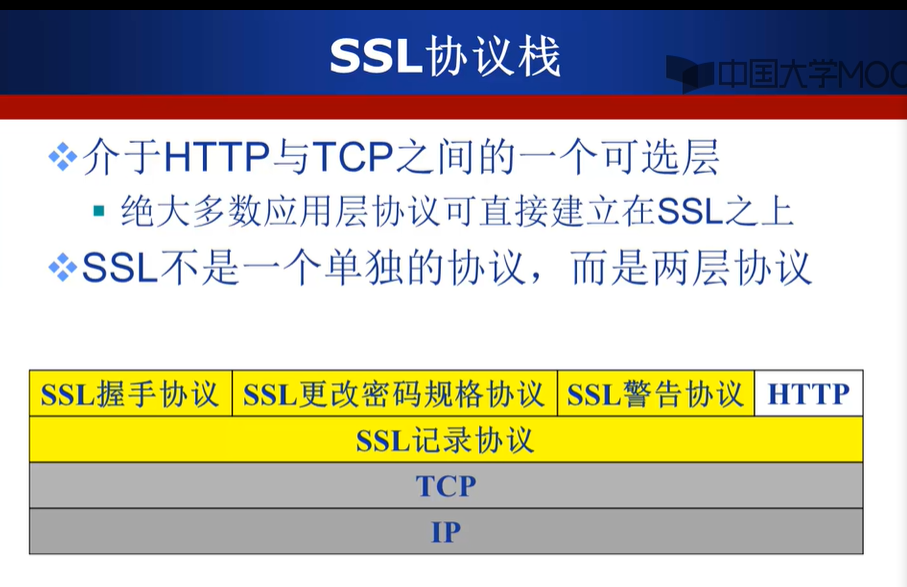 SSL协议栈
中国大学MOO
介于HTTP与TCP之间的一个可选层
绝大多数应用层协议可直接建立在SSL之上
SSL不是一个单独的协议，而是两层协议
SSL握手协议 SSL更改密码规格协议 SSL警告协议 HTTP
SSL记录协议
TCP
IP